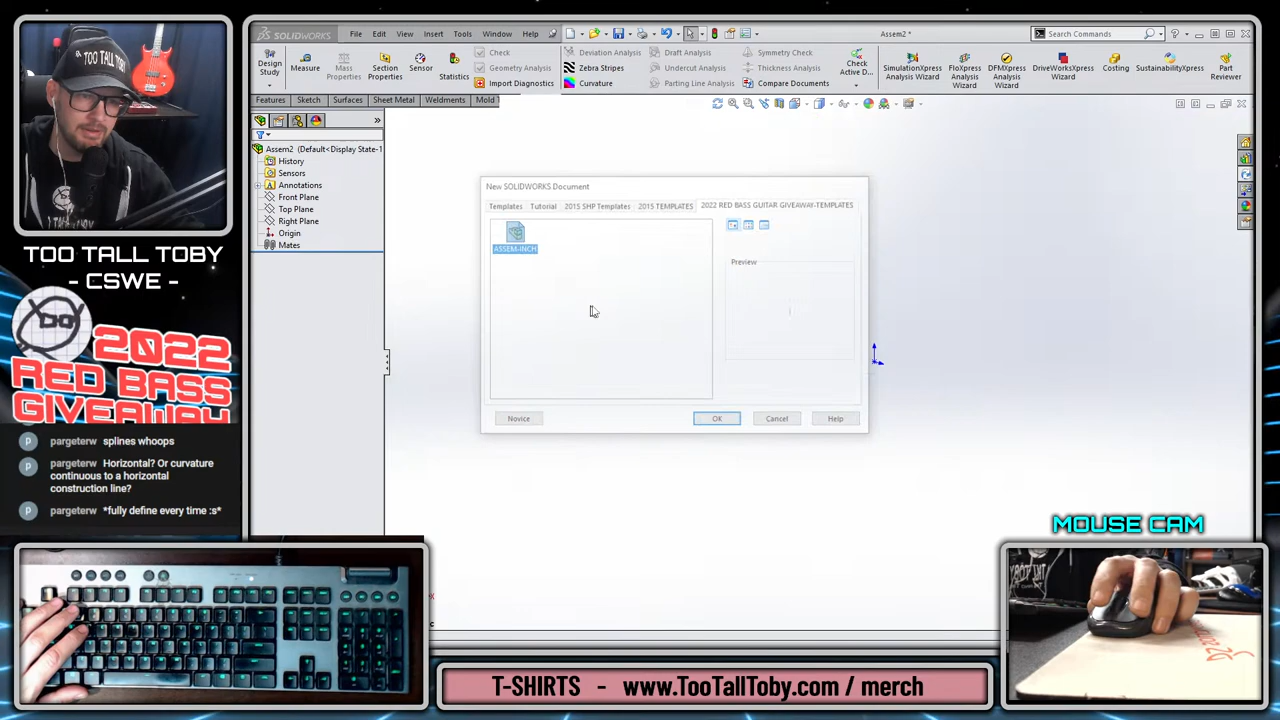 SOLIDWORKS File Edit View Insert Tools Window Help Assem2 * Search Commands
Design Study Measure Mass Properties Section Properties Sensor Statistics
Check Geometry Analysis Import Diagnostics
Deviation Analysis Zebra Stripes Curvature
Draft Analysis Undercut Analysis Parting Line Analysis
Symmetry Check Thickness Analysis Compare Documents
Check Active D... SimulationXpress Analysis Wizard FloXpress Analysis Wizard DFMXpress Analysis Wizard DriveWorksXpress Wizard Costing SustainabilityXpress Part Reviewer
Features Sketch Surfaces Sheet Metal Weldments Mold T
Assem2 (Default<Display State-1
History
Sensors
Annotations
Front Plane
Top Plane
Right Plane
Origin
Mates
New SOLIDWORKS Document
Templates Tutorial 2015 SHP Templates 2015 TEMPLATES 2022 RED BASS GUITAR GIVEAWAY-TEMPLATES
ASSEM-INCH
Preview
Novice OK Cancel Help
TOO TALL TOBY
TOO TALL TOBY
- CSWE -
2022
RED BASS
GIVEAWAY
P pargeterw splines whoops
P pargeterw Horizontal? Or curvature
continuous to a horizontal
construction line?
P pargeterw *fully define every time :s*
MOUSE CAM
T-SHIRTS - www.TooTallToby.com / merch